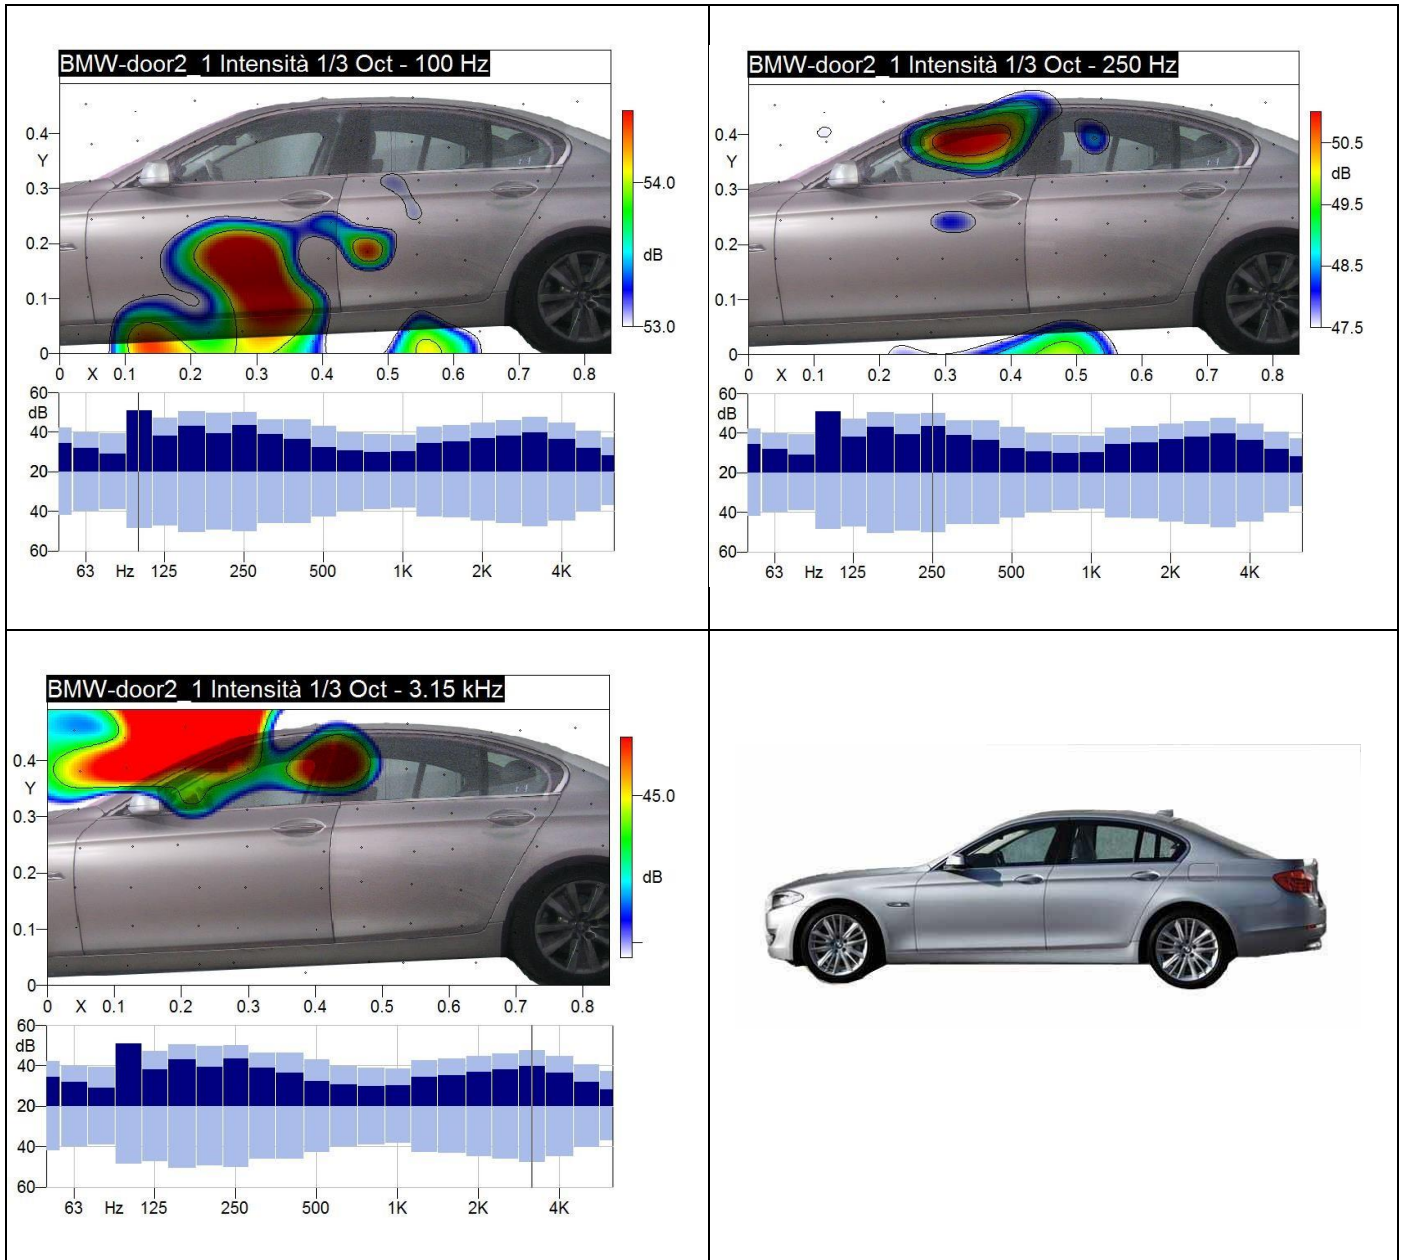 BMW-door2_1 Intensità 1/3 Oct - 100 Hz
0.4
Y
0.3
0.2
0.1
0
0 X 0.1 0.2 0.3 0.4 0.5 0.6 0.7 0.8
54.0
dB
53.0
60
dB
40
20
40
60
63 Hz 125 250 500 1K 2K 4K
BMW-door2_1 Intensità 1/3 Oct - 250 Hz
0.4
Y
0.3
0.2
0.1
0
0 X 0.1 0.2 0.3 0.4 0.5 0.6 0.7 0.8
50.5
dB
49.5
48.5
47.5
60
dB
40
20
40
60
63 Hz 125 250 500 1K 2K 4K
BMW-door2_1 Intensità 1/3 Oct - 3.15 kHz
0.4
Y
0.3
0.2
0.1
0
0 X 0.1 0.2 0.3 0.4 0.5 0.6 0.7 0.8
45.0
dB
60
dB
40
20
40
60
63 Hz 125 250 500 1K 2K 4K